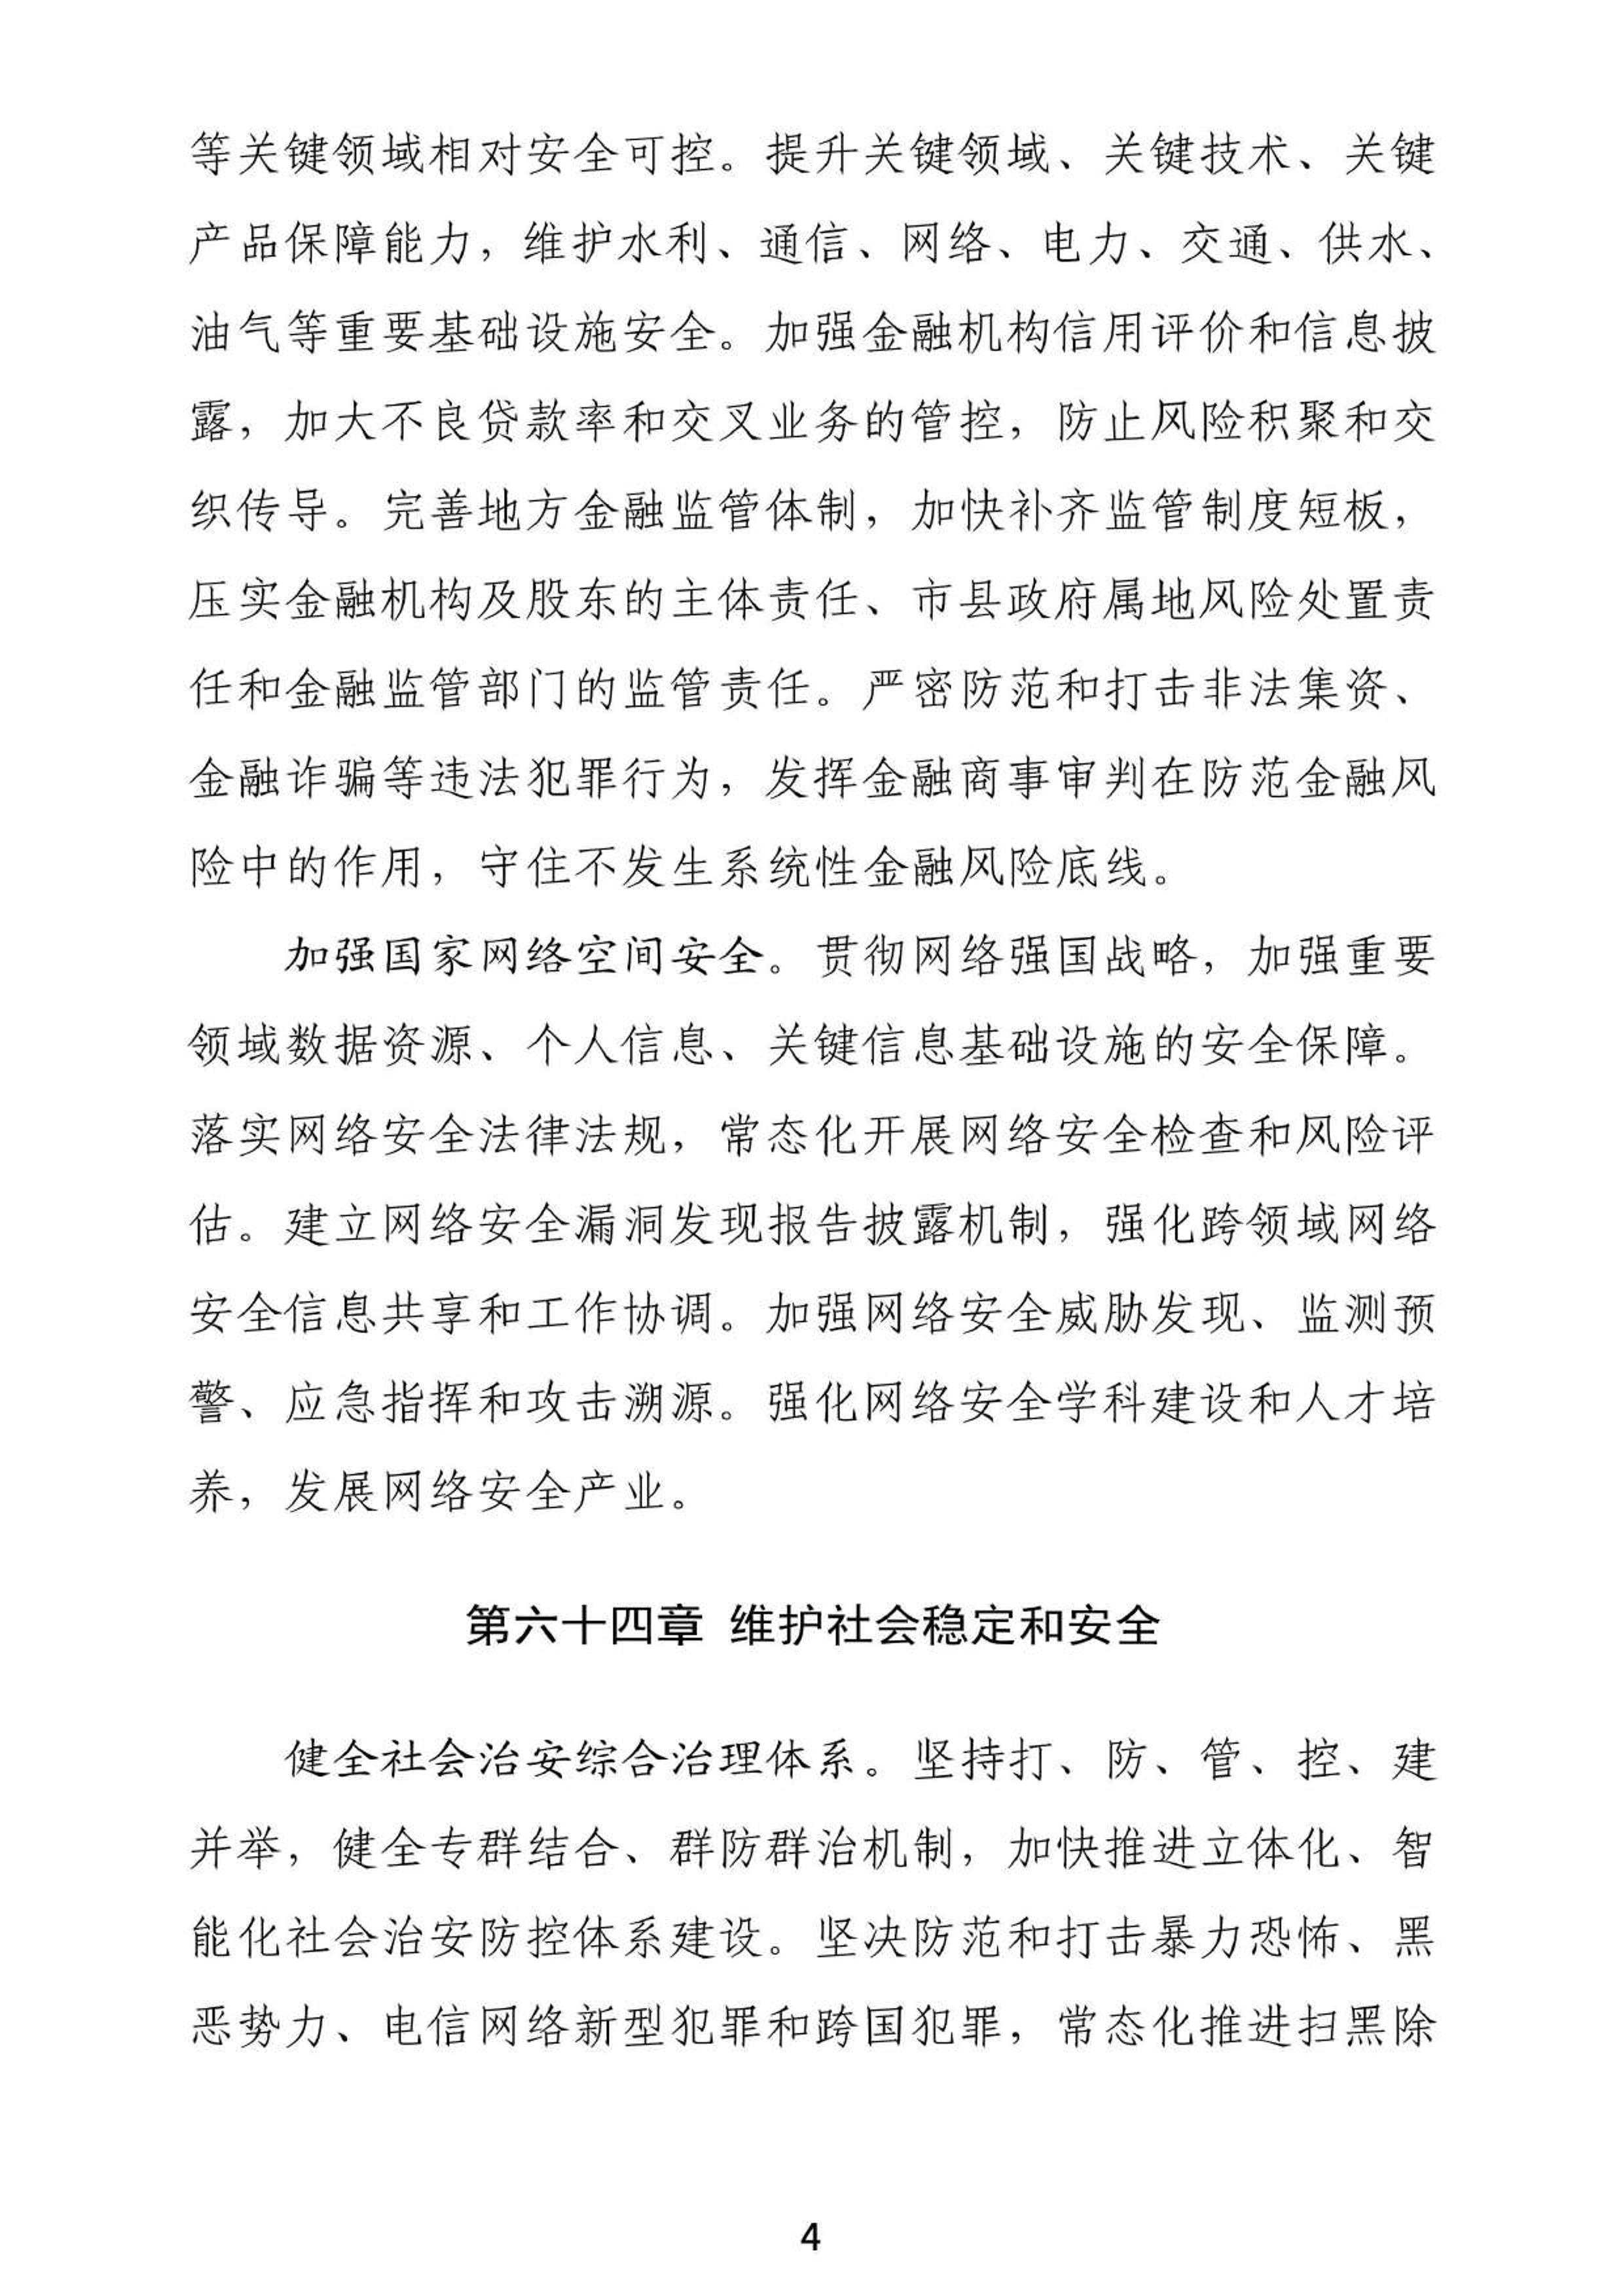 等关键领域相对安全可控。提升关键领域、关键技术、关键
产品保障能力，维护水利、通信、网络、电力、交通、供水、
油气等重要基础设施安全。加强金融机构信用评价和信息披
露，加大不良贷款率和交叉业务的管控，防止风险积聚和交
织传导。完善地方金融监管体制，加快补齐监管制度短板，
压实金融机构及股东的主体责任、市县政府属地风险处置责
任和金融监管部门的监管责任。严密防范和打击非法集资、
金融诈骗等违法犯罪行为，发挥金融商事审判在防范金融风
险中的作用，守住不发生系统性金融风险底线。
加强国家网络空间安全。贯彻网络强国战略，加强重要
领域数据资源、个人信息、关键信息基础设施的安全保障。
落实网络安全法律法规，常态化开展网络安全检查和风险评
估。建立网络安全漏洞发现报告披露机制，强化跨领域网络
安全信息共享和工作协调。加强网络安全威胁发现、监测预
警、应急指挥和攻击溯源。强化网络安全学科建设和人才培
养，发展网络安全产业。
第六十四章 维护社会稳定和安全
健全社会治安综合治理体系。坚持打、防、管、控、建
并举，健全专群结合、群防群治机制，加快推进立体化、智
能化社会治安防控体系建设。坚决防范和打击暴力恐怖、黑
恶势力、电信网络新型犯罪和跨国犯罪，常态化推进扫黑除
4